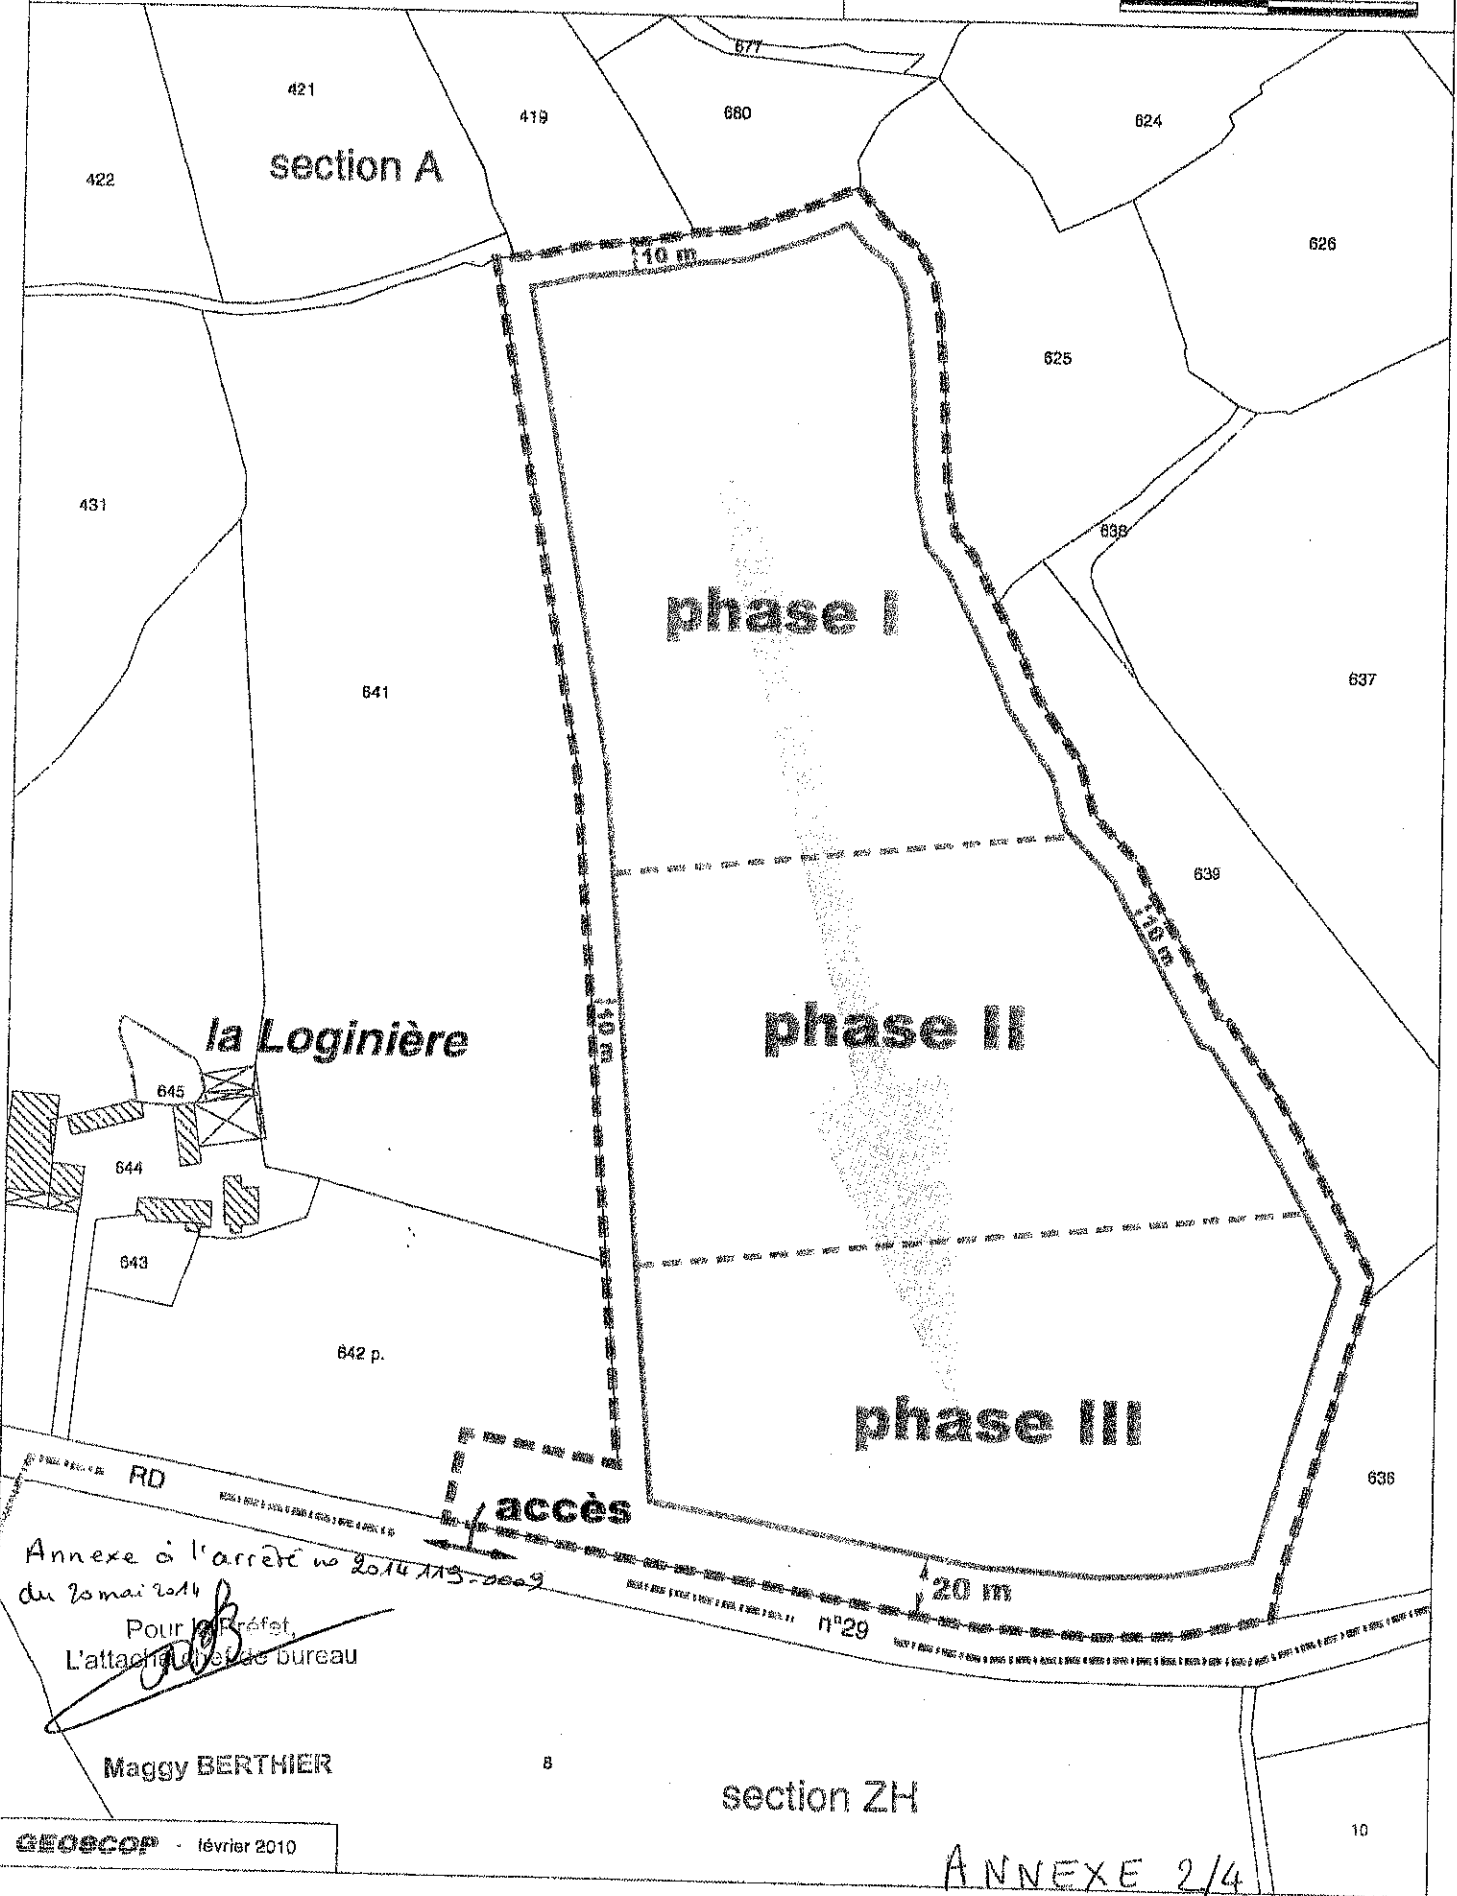 677
421
419
680
624
section A
422
626
10 m
625
431
638
phase I
641
637
639
10 m
10 m
phase II
la Loginière
645
644
643
642 p.
phase III
636
RD
accès
Annexe à l'arrêté no 2014119-0009
du 20 mai 2014
20 m
n°29
Pour le Préfet,
L'attaché chef de bureau
Maggy BERTHIER
8
section ZH
GEOSCOP - février 2010
10
ANNEXE 2/4